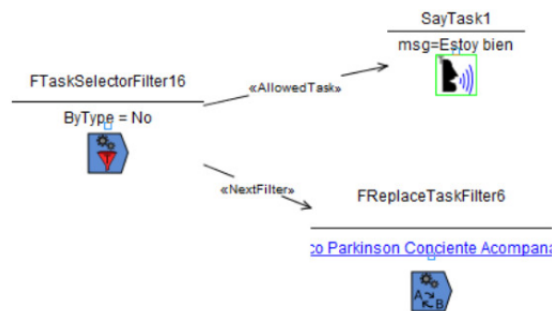 SayTask1
msg=Estoy bien
FTaskSelectorFilter16
«AllowedTask»
ByType = No
«NextFilter»
FReplaceTaskFilter6
co Parkinson Conciente Acompana
A
B